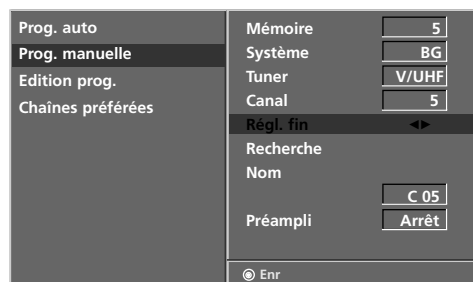 Prog. auto
Prog. manuelle
Edition prog.
Chaînes préférées
Mémoire 5
Système BG
Tuner V/UHF
Canal 5
Régl. fin ◀▶
Recherche
Nom
C 05
Préampli Arrêt
Enr